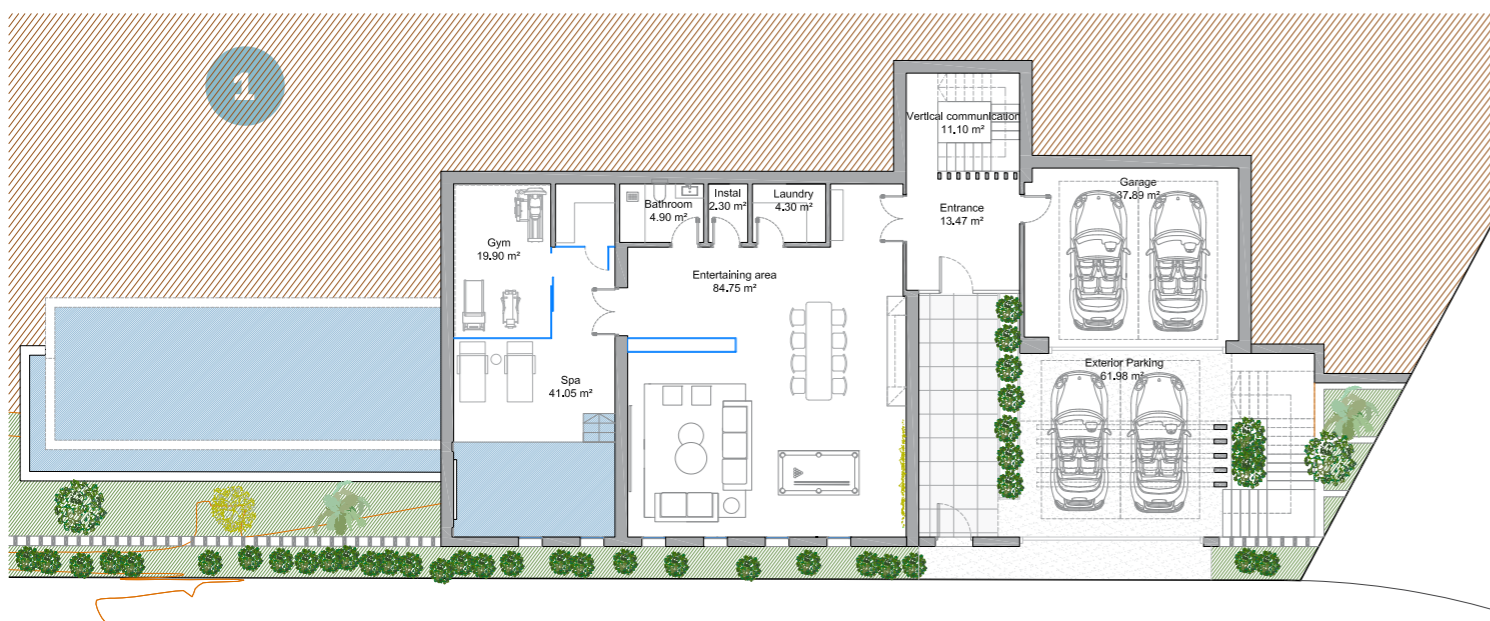 1
Vertical communication
11.10 m²
Garage
37.89 m²
Instal
2.30 m²
Laundry
4.30 m²
Bathroom
4.90 m²
Entrance
13.47 m²
Gym
19.90 m²
Entertaining area
84.75 m²
Exterior Parking
61.98 m²
Spa
41.05 m²